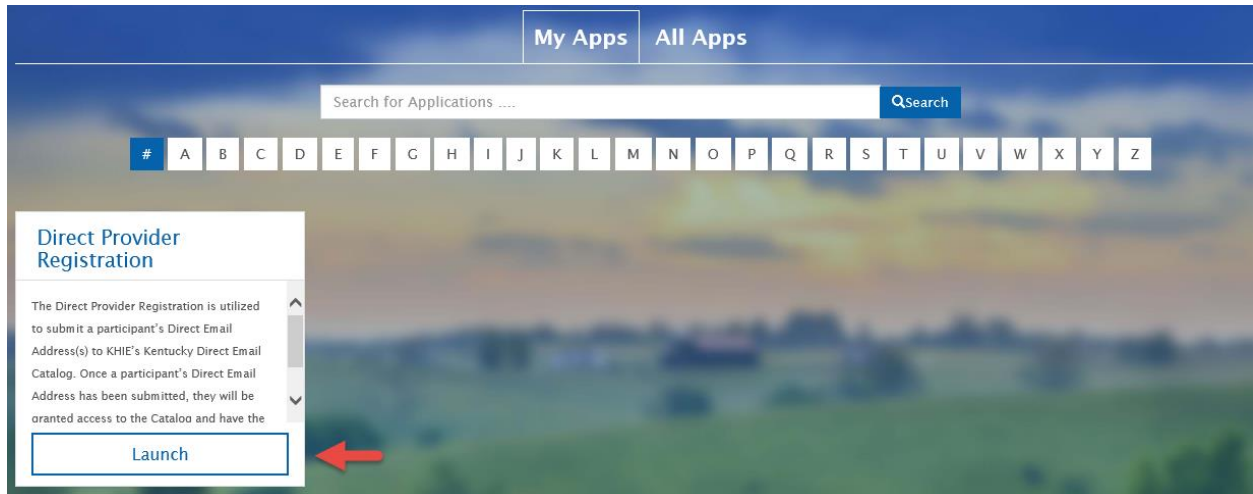 My Apps All Apps
Search for Applications ....
Search
# A B C D E F G H I J K L M N O P Q R S T U V W X Y Z
Direct Provider
Registration
The Direct Provider Registration is utilized
to submit a participant's Direct Email
Address(s) to KHIE's Kentucky Direct Email
Catalog. Once a participant's Direct Email
Address has been submitted, they will be
granted access to the Catalog and have the
Launch